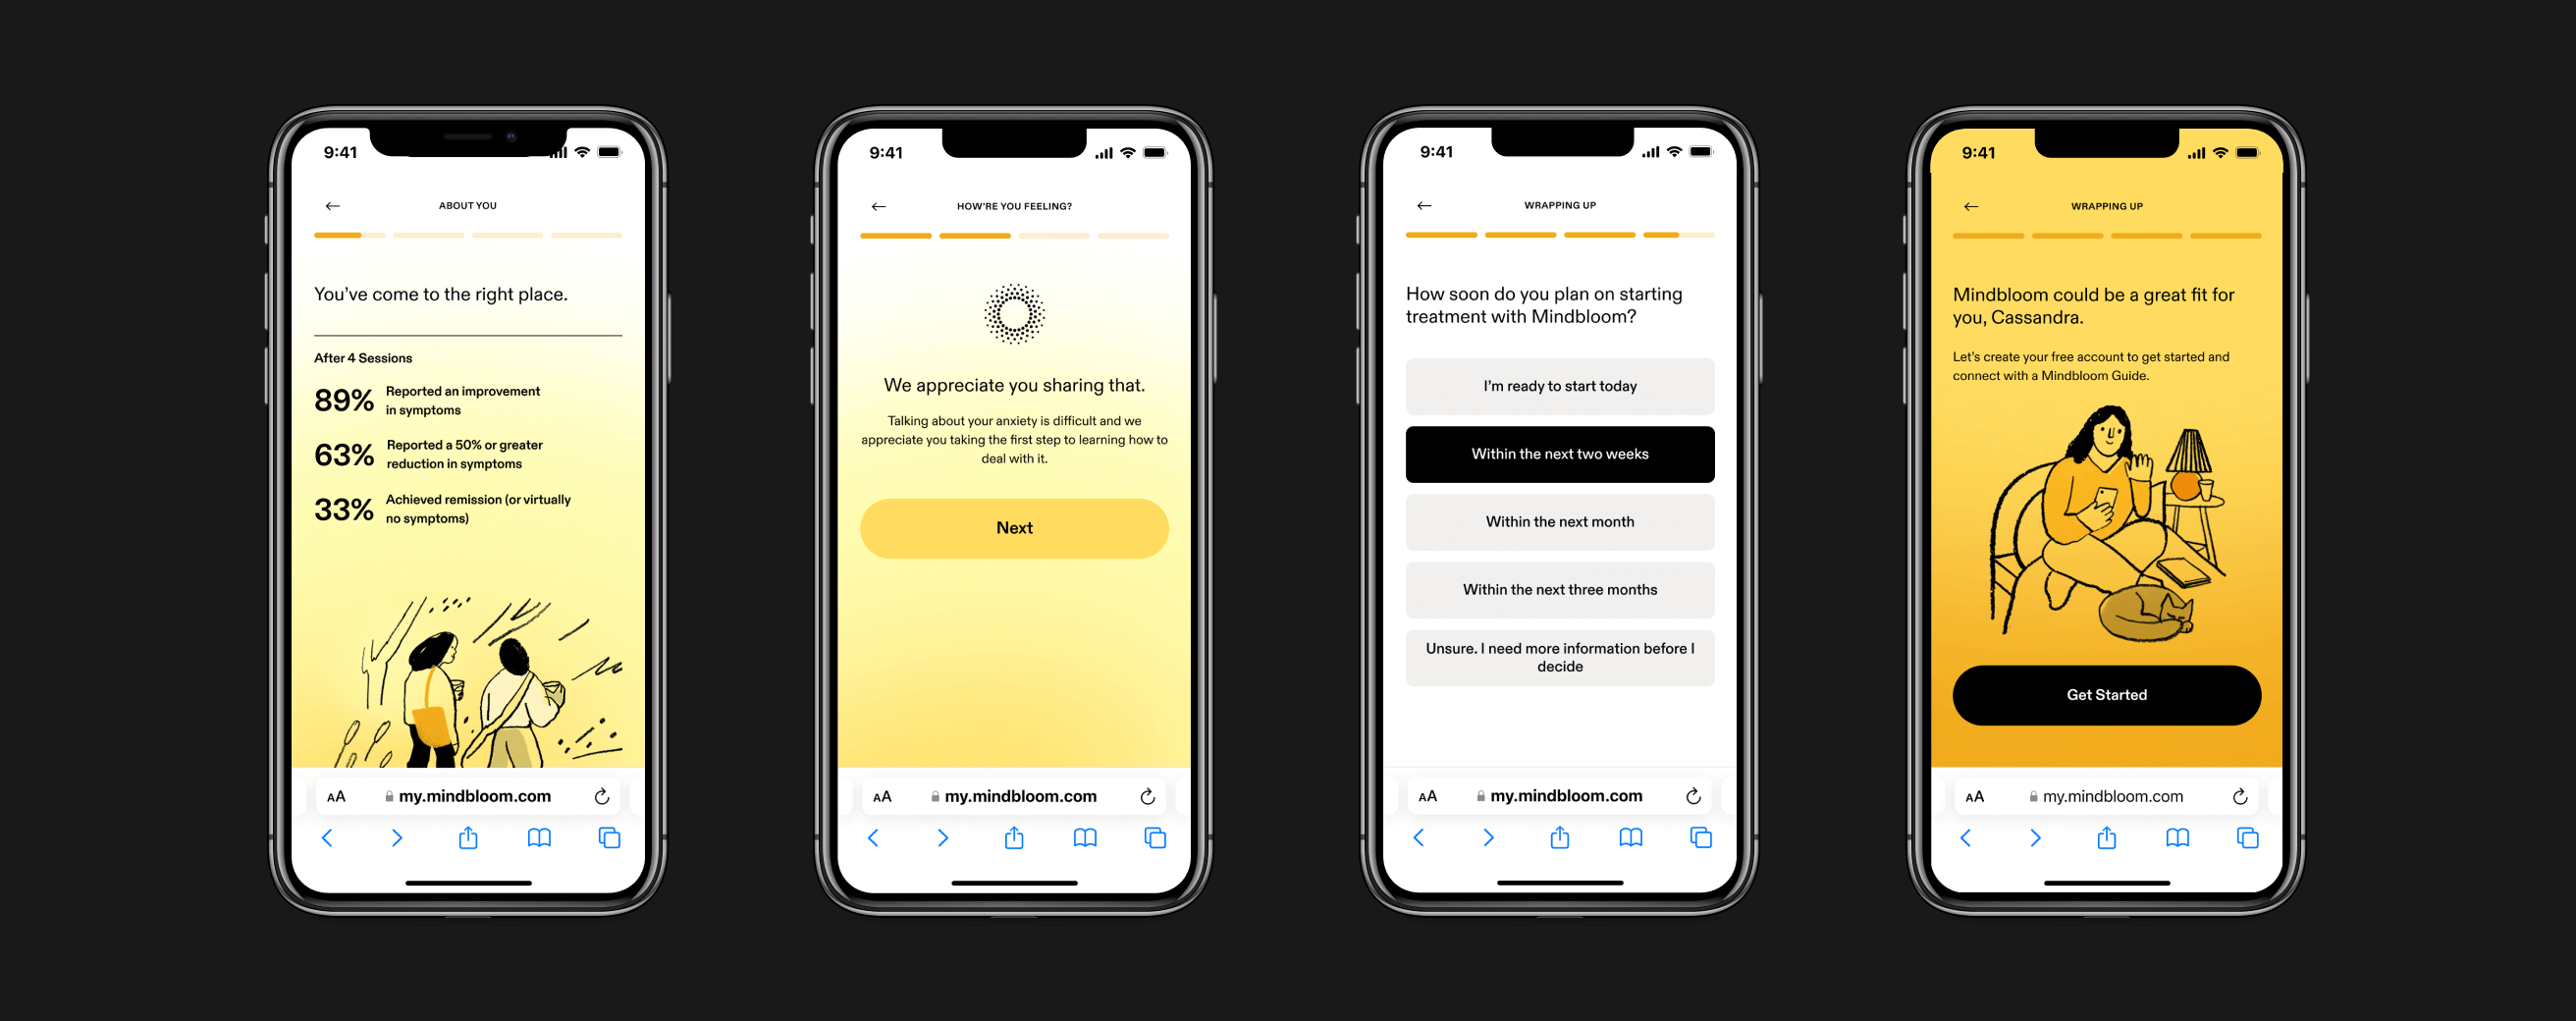 9:41
ABOUT YOU
You've come to the right place.
After 4 Sessions
89%
Reported an improvement
in symptoms
63%
Reported a 50% or greater
reduction in symptoms
33%
Achieved remission (or virtually
no symptoms)
AA
my.mindbloom.com
9:41
HOW'RE YOU FEELING?
We appreciate you sharing that.
Talking about your anxiety is difficult and we
appreciate you taking the first step to learning how to
deal with it.
Next
AA
my.mindbloom.com
9:41
WRAPPING UP
How soon do you plan on starting
treatment with Mindbloom?
I'm ready to start today
Within the next two weeks
Within the next month
Within the next three months
Unsure. I need more information before I
decide
AA
my.mindbloom.com
9:41
WRAPPING UP
Mindbloom could be a great fit for
you, Cassandra.
Let's create your free account to get started and
connect with a Mindbloom Guide.
Get Started
AA
my.mindbloom.com